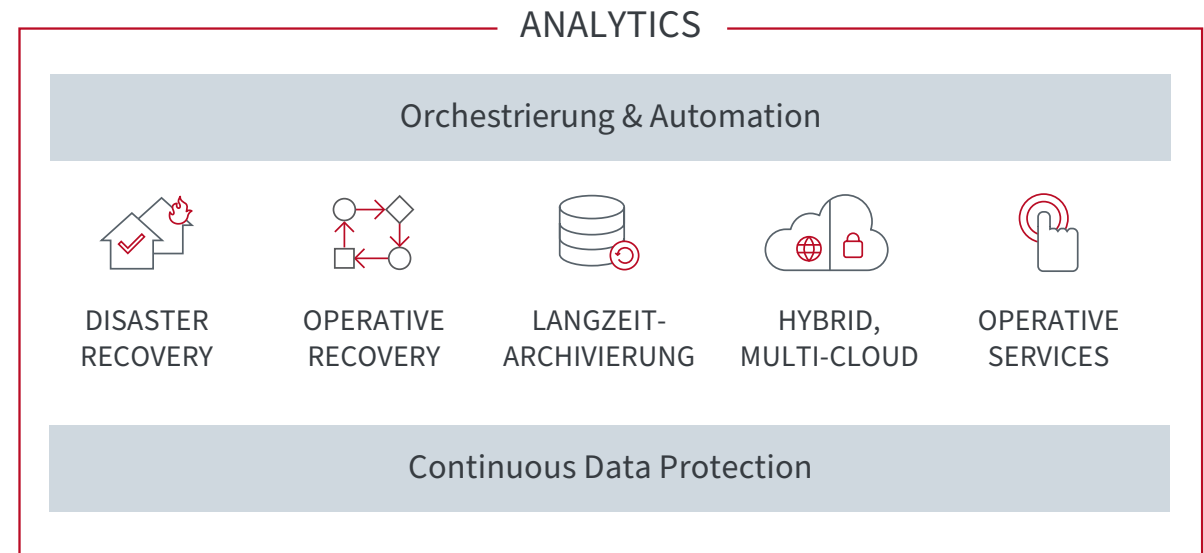 ANALYTICS
Orchestrierung & Automation
DISASTER
RECOVERY
OPERATIVE
RECOVERY
LANGZEIT-
ARCHIVIERUNG
HYBRID,
MULTI-CLOUD
OPERATIVE
SERVICES
Continuous Data Protection